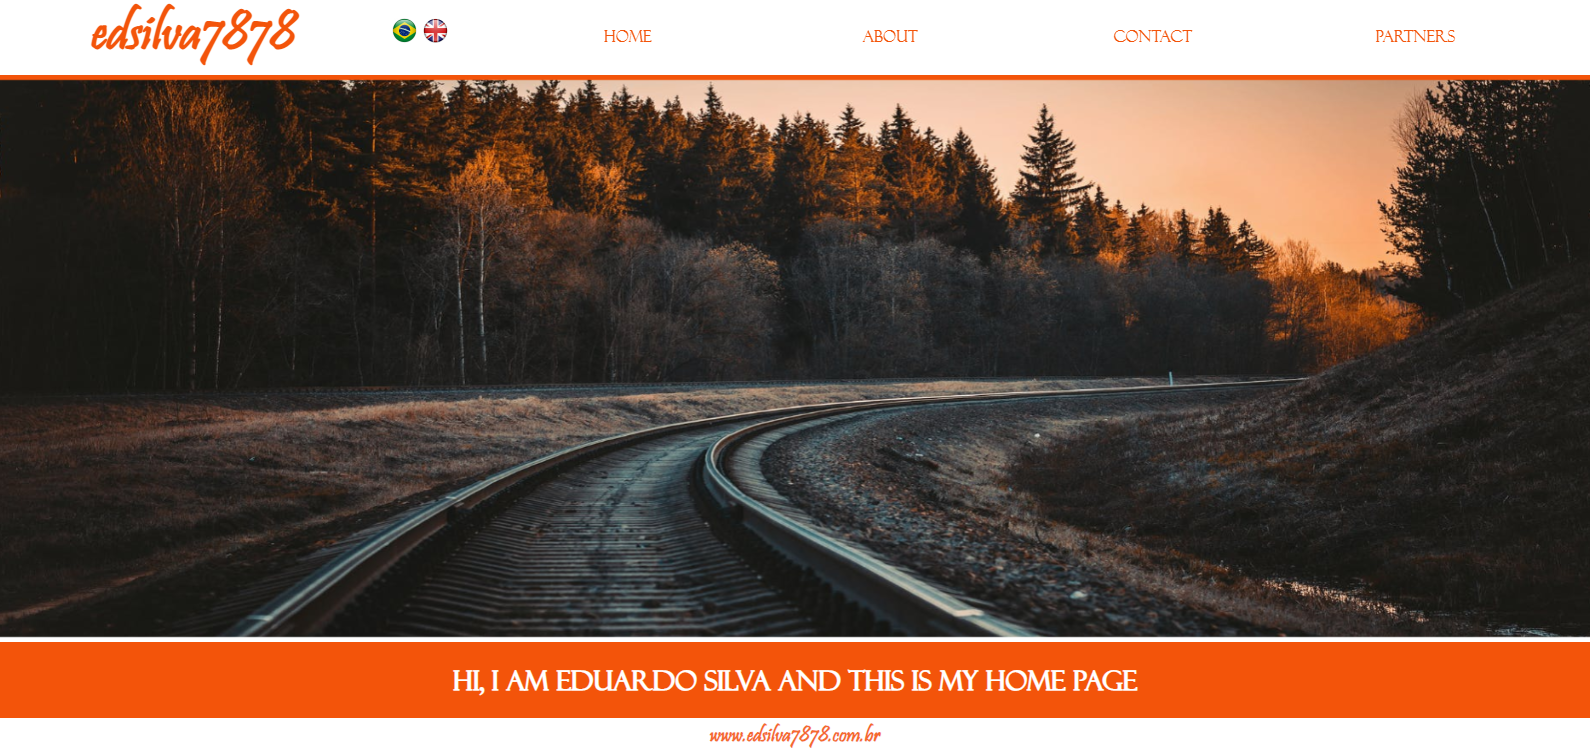 edsilva7878
HOME
ABOUT
CONTACT
PARTNERS
HI, I AM EDUARDO SILVA AND THIS IS MY HOME PAGE
www.edsilva7878.com.br